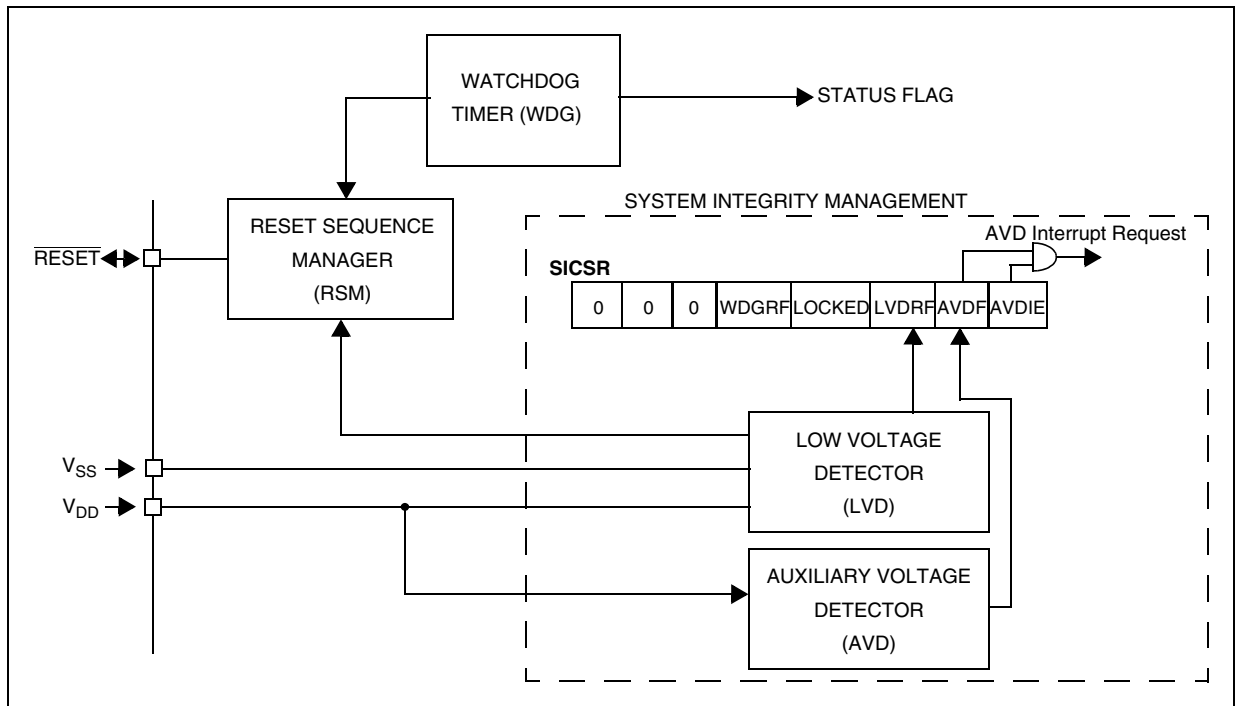 WATCHDOG
TIMER (WDG)
STATUS FLAG
RESET SEQUENCE
MANAGER
(RSM)
RESET
SYSTEM INTEGRITY MANAGEMENT
AVD Interrupt Request
SICSR
0 0 0 WDGRF LOCKED LVDRF AVDF AVDIE
LOW VOLTAGE
DETECTOR
(LVD)
VSS
VDD
AUXILIARY VOLTAGE
DETECTOR
(AVD)